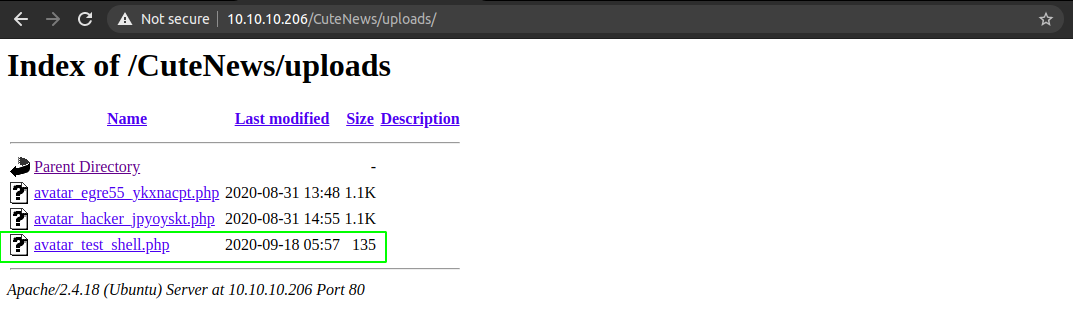 Not secure | 10.10.10.206/CuteNews/uploads/
Index of /CuteNews/uploads
Name Last modified Size Description
Parent Directory -
avatar_egre55_ykxnacpt.php 2020-08-31 13:48 1.1K
avatar_hacker_jpyoyskt.php 2020-08-31 14:55 1.1K
avatar_test_shell.php 2020-09-18 05:57 135
Apache/2.4.18 (Ubuntu) Server at 10.10.10.206 Port 80